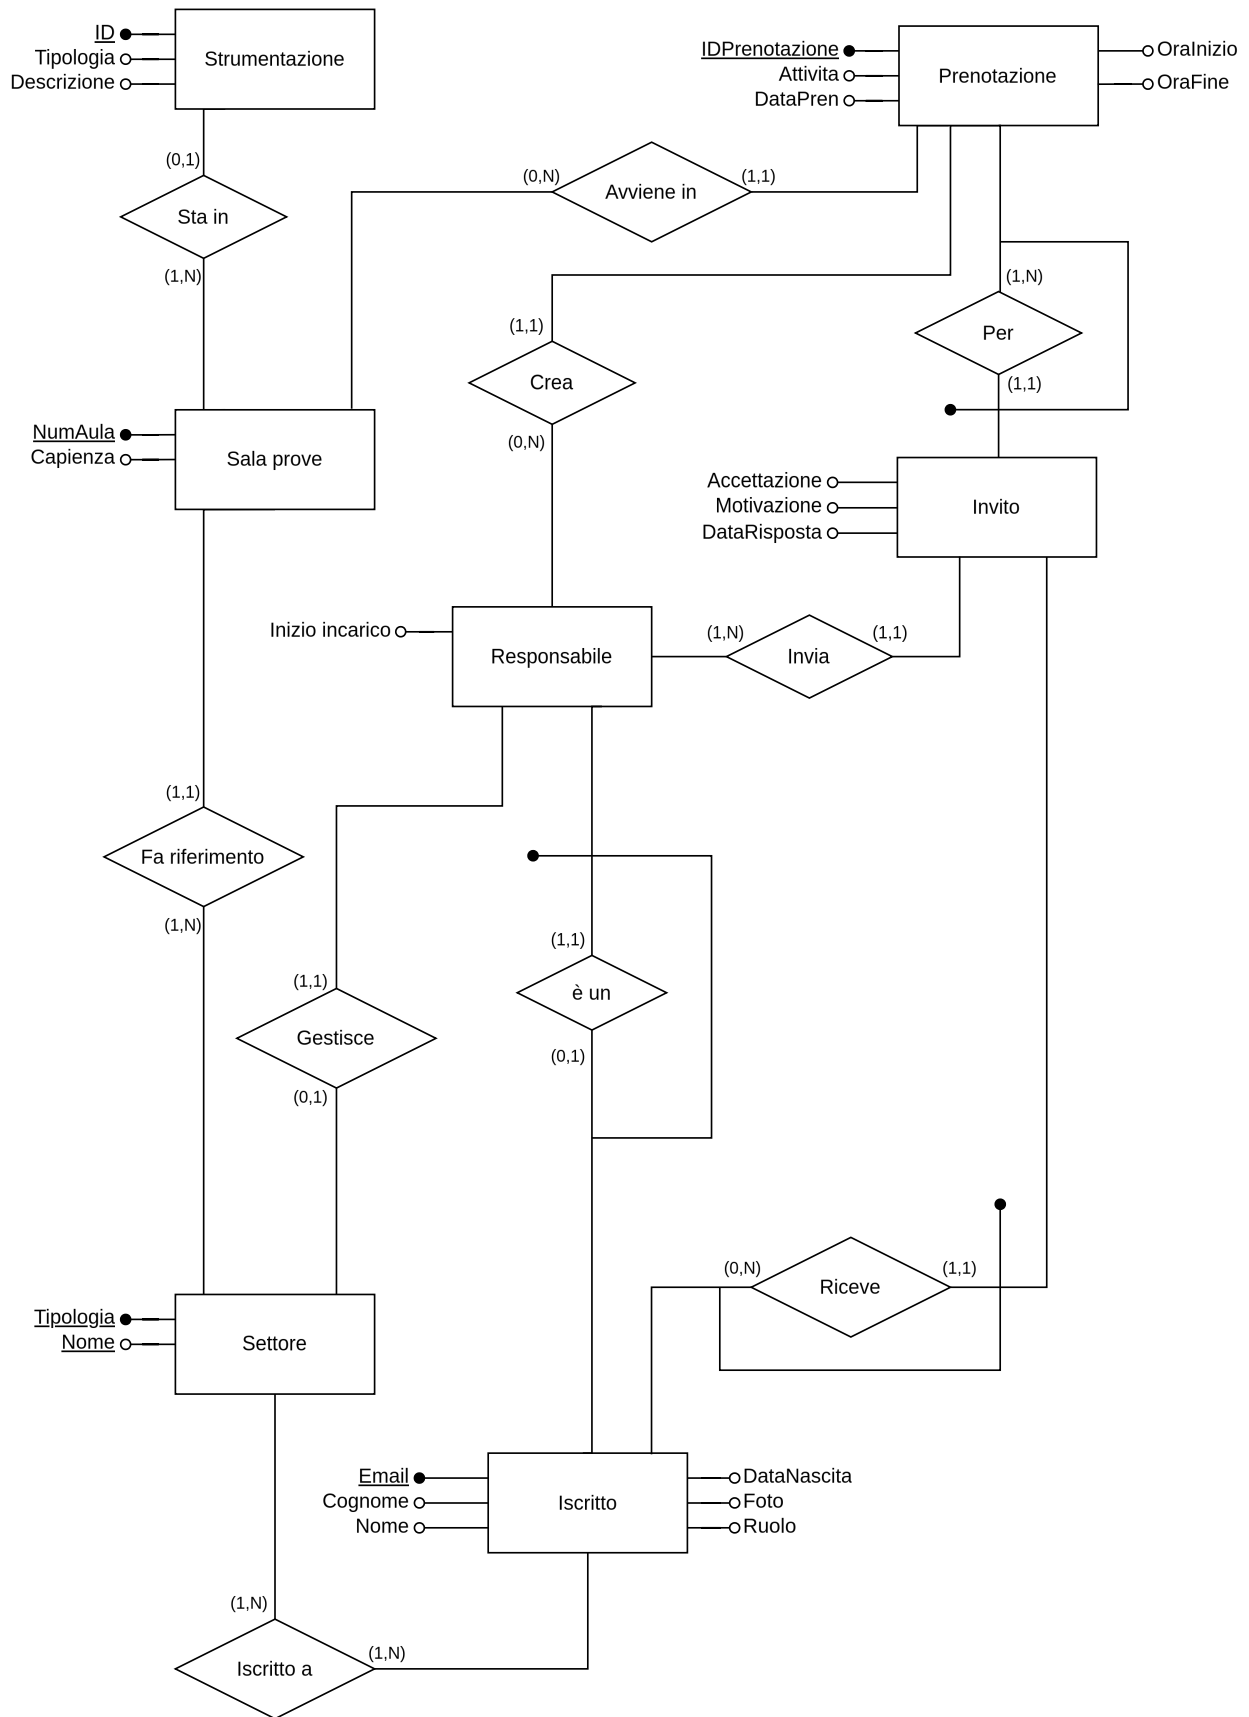 ID
Tipologia
Descrizione
Strumentazione
IDPrenotazione
Attivita
DataPren
Prenotazione
OraInizio
OraFine
(0,1)
Sta in
(1,N)
(0,N)
Avviene in
(1,1)
(1,N)
Per
(1,1)
(1,1)
Crea
(0,N)
NumAula
Capienza
Sala prove
Accettazione
Motivazione
DataRisposta
Invito
Inizio incarico
Responsabile
(1,N)
Invia
(1,1)
(1,1)
Fa riferimento
(1,N)
(1,1)
Gestisce
(0,1)
(1,1)
è un
(0,1)
(0,N)
Riceve
(1,1)
Tipologia
Nome
Settore
Email
Cognome
Nome
Iscritto
DataNascita
Foto
Ruolo
(1,N)
Iscritto a
(1,N)